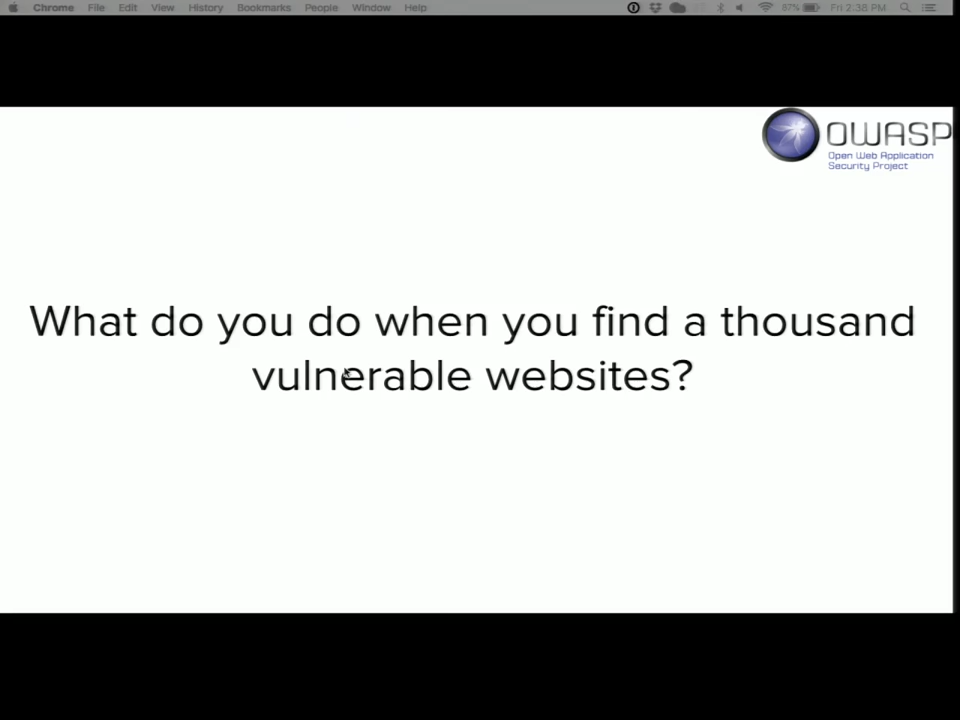 Chrome File Edit View History Bookmarks People Window Help 87% Fri 2:38 PM
OWASP
Open Web Application
Security Project
What do you do when you find a thousand
vulnerable websites?